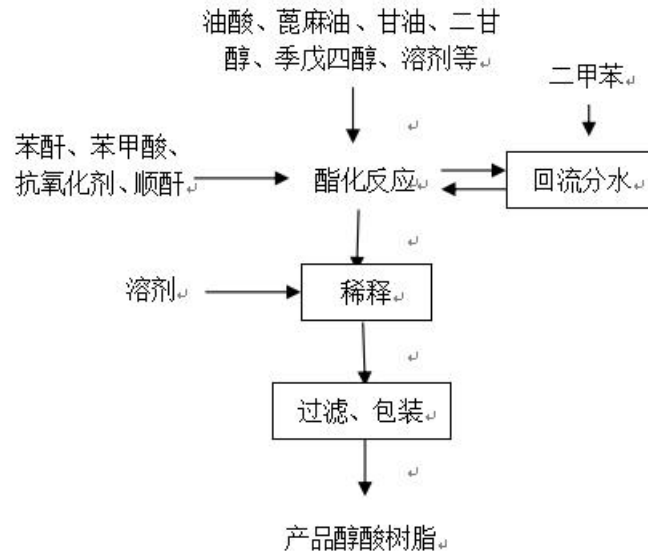 油酸、蓖麻油、甘油、二甘
醇、季戊四醇、溶剂等
二甲苯
苯酐、苯甲酸、
抗氧化剂、顺酐
酯化反应
回流分水
溶剂
稀释
过滤、包装
产品醇酸树脂